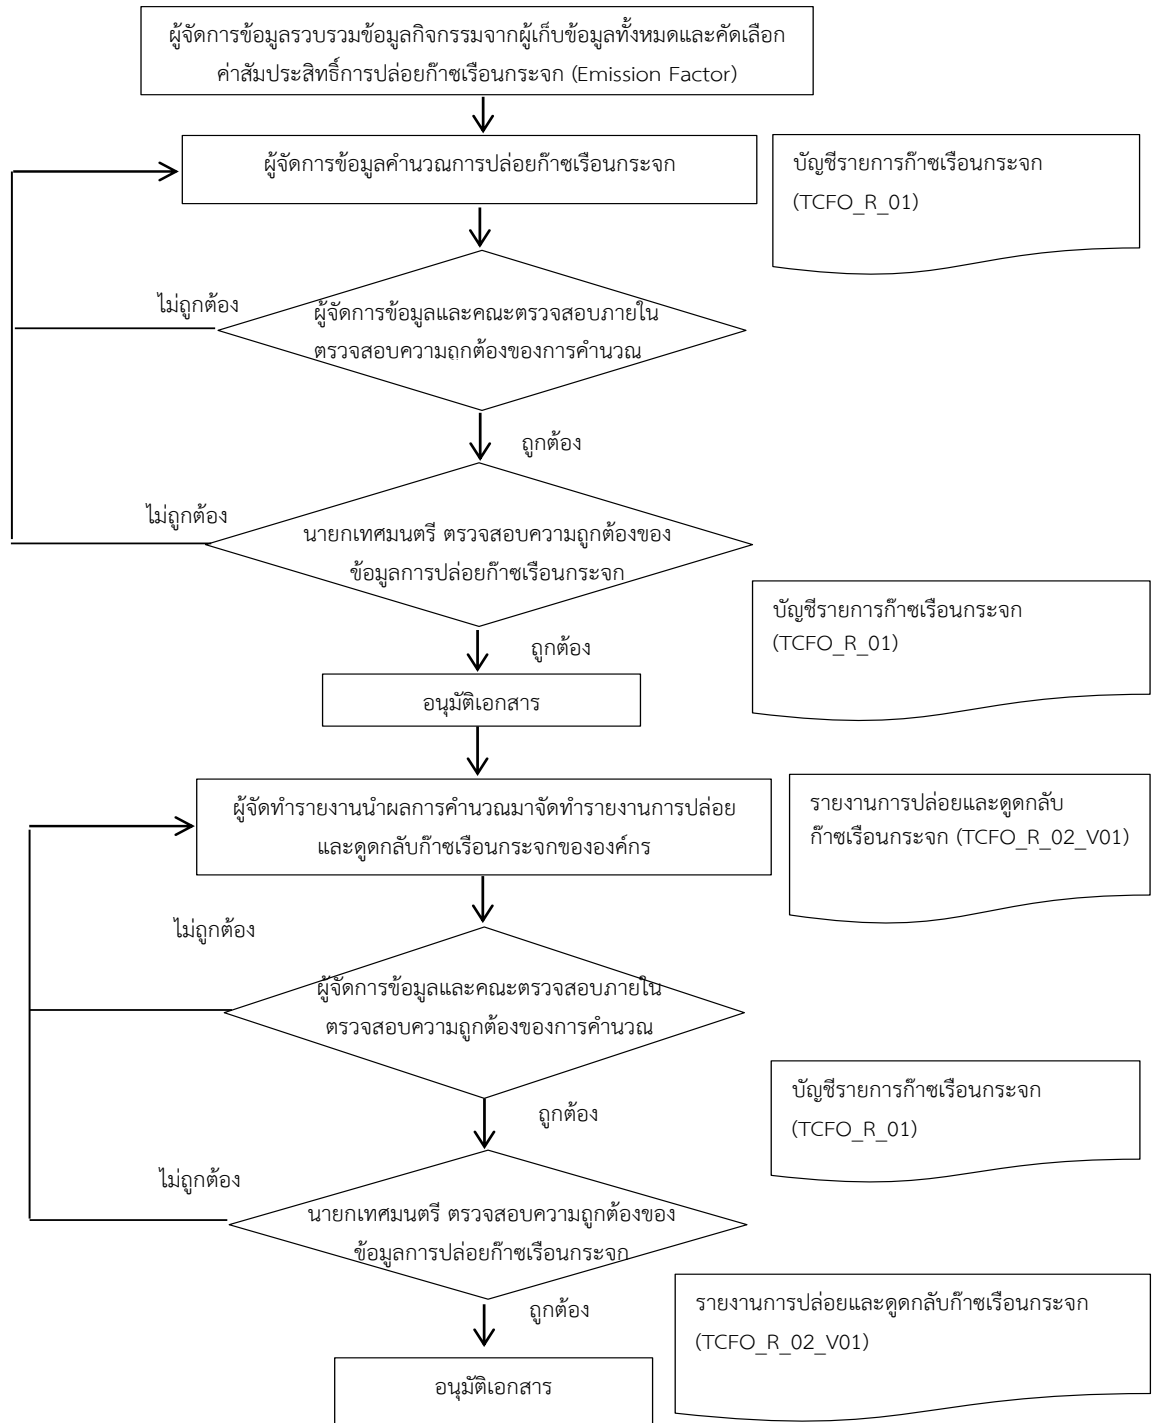 ผู้จัดการข้อมูลรวบรวมข้อมูลกิจกรรมจากผู้เก็บข้อมูลทั้งหมดและคัดเลือก
ค่าสัมประสิทธิ์การปล่อยก๊าซเรือนกระจก (Emission Factor)
ผู้จัดการข้อมูลคำนวณการปล่อยก๊าซเรือนกระจก
บัญชีรายการก๊าซเรือนกระจก
(TCFO_R_01)
ไม่ถูกต้อง
ผู้จัดการข้อมูลและคณะตรวจสอบภายใน
ตรวจสอบความถูกต้องของการคำนวณ
ถูกต้อง
ไม่ถูกต้อง
นายกเทศมนตรี ตรวจสอบความถูกต้องของ
ข้อมูลการปล่อยก๊าซเรือนกระจก
บัญชีรายการก๊าซเรือนกระจก
(TCFO_R_01)
ถูกต้อง
อนุมัติเอกสาร
ผู้จัดทำรายงานนำผลการคำนวณมาจัดทำรายงานการปล่อย
และดูดกลับก๊าซเรือนกระจกขององค์กร
รายงานการปล่อยและดูดกลับ
ก๊าซเรือนกระจก (TCFO_R_02_V01)
ไม่ถูกต้อง
ผู้จัดการข้อมูลและคณะตรวจสอบภายใน
ตรวจสอบความถูกต้องของการคำนวณ
บัญชีรายการก๊าซเรือนกระจก
(TCFO_R_01)
ถูกต้อง
ไม่ถูกต้อง
นายกเทศมนตรี ตรวจสอบความถูกต้องของ
ข้อมูลการปล่อยก๊าซเรือนกระจก
รายงานการปล่อยและดูดกลับก๊าซเรือนกระจก
(TCFO_R_02_V01)
ถูกต้อง
อนุมัติเอกสาร